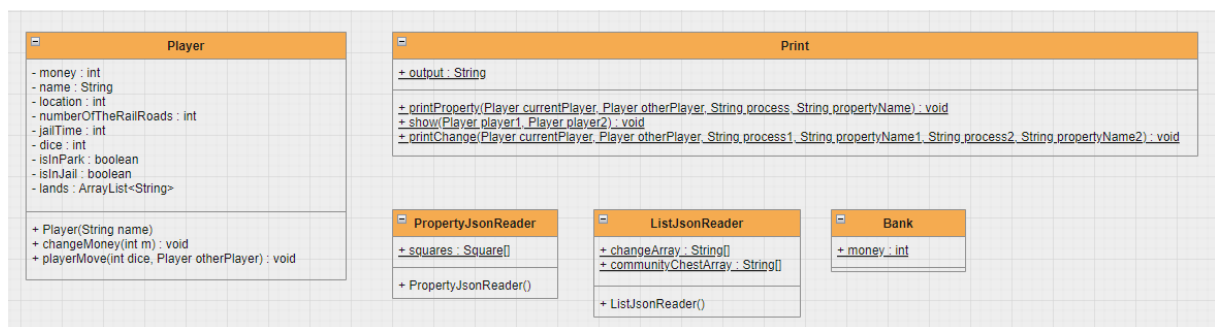 Player
- money : int
- name : String
- location : int
- numberOfTheRailRoads : int
- jailTime : int
- dice : int
- isInPark : boolean
- isInJail : boolean
- lands : ArrayList<String>
+ Player(String name)
+ changeMoney(int m) : void
+ playerMove(int dice, Player otherPlayer) : void
Print
+ output : String
+ printProperty(Player currentPlayer, Player otherPlayer, String process, String propertyName) : void
+ show(Player player1, Player player2) : void
+ printChange(Player currentPlayer, Player otherPlayer, String process1, String propertyName1, String process2, String propertyName2) : void
PropertyJsonReader
+ squares : Square[]
+ PropertyJsonReader()
ListJsonReader
+ changeArray : String[]
+ communityChestArray : String[]
+ ListJsonReader()
Bank
+ money : int